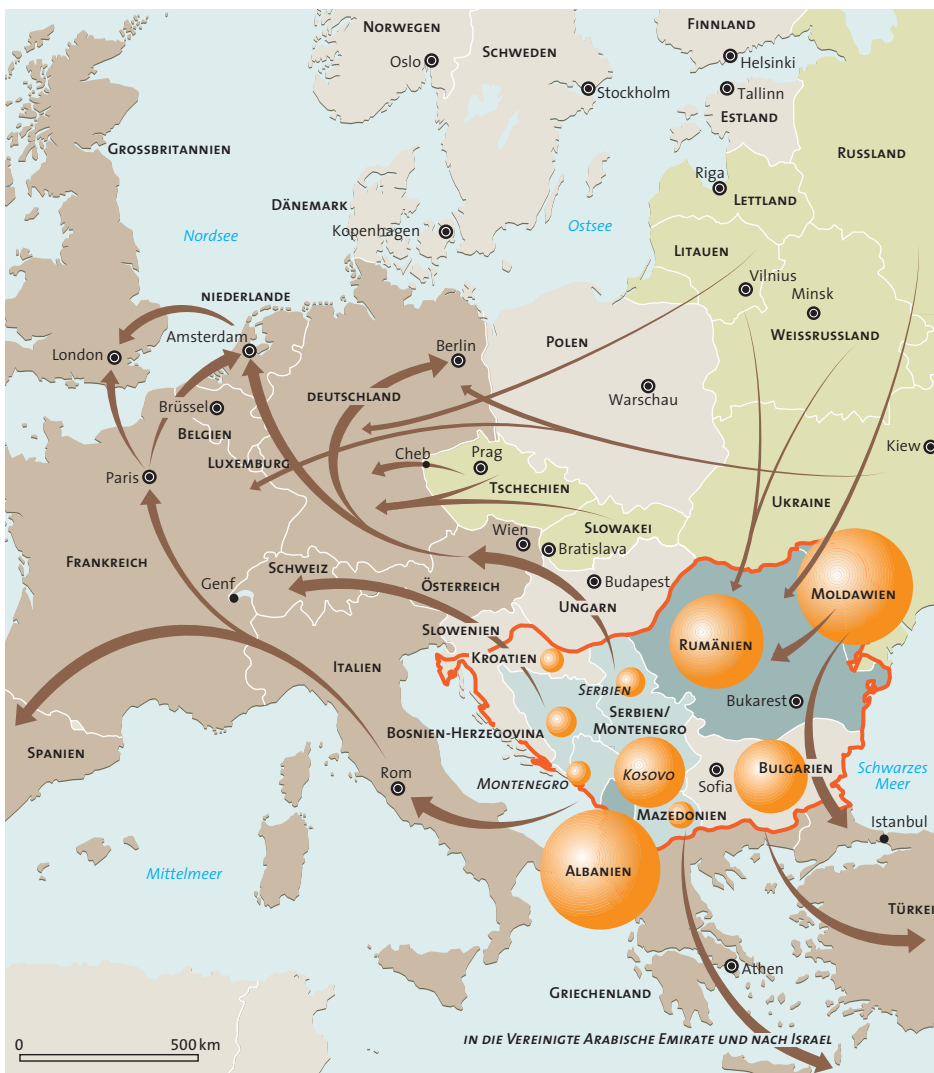 NORWEGEN
FINNLAND
SCHWEDEN
Oslo
Helsinki
Stockholm
Tallinn
ESTLAND
GROSSBRITANNIEN
RUSSLAND
Riga
LETTLAND
DÄNEMARK
Nordsee
Kopenhagen
Ostsee
LITAUEN
Vilnius
Minsk
NIEDERLANDE
WEISSRUSSLAND
Amsterdam
London
Berlin
POLEN
Warschau
DEUTSCHLAND
Brüssel
BELGIEN
LUXEMBURG
Cheb
Prag
Kiew
Paris
TSCHECHIEN
UKRAINE
SLOWAKEI
Wien
Bratislava
FRANKREICH
SCHWEIZ
Genf
ÖSTERREICH
Budapest
UNGARN
MOLDAWIEN
SLOWENIEN
RUMÄNIEN
KROATIEN
ITALIEN
SERBIEN
Bukarest
SERBIEN/
MONTENEGRO
BOSNIEN-HERZEGOVINA
SPANIEN
Rom
MONTENEGRO
KOSOVO
Sofia
BULGARIEN
Schwarzes
Meer
MAZEDONIEN
Istanbul
Mittelmeer
ALBANIEN
TÜRKEI
Athen
GRIECHENLAND
IN DIE VEREINIGTE ARABISCHE EMIRATE UND NACH ISRAEL
0 500 km